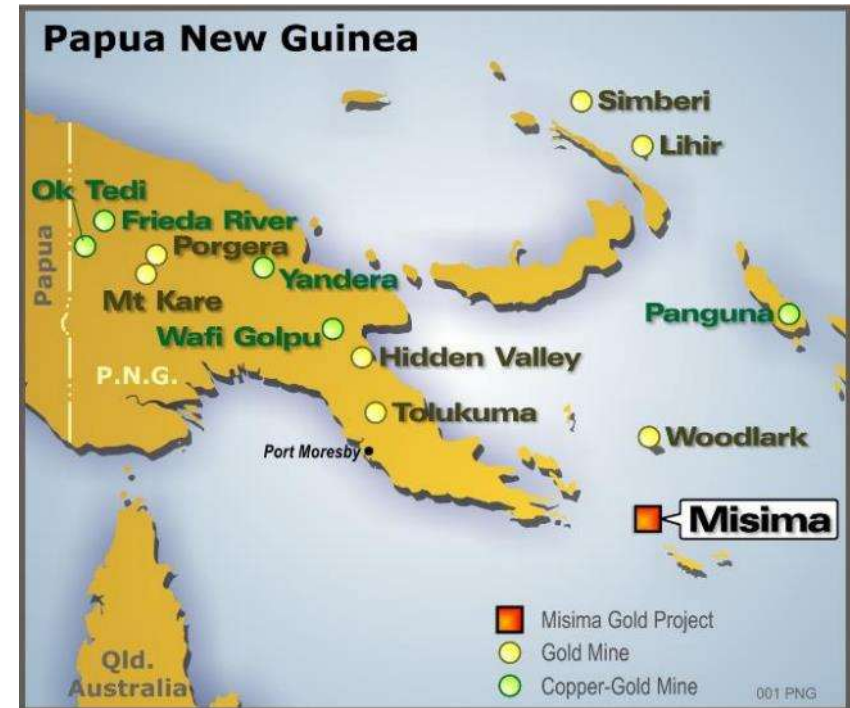 Papua New Guinea
Simberi
Lihir
Ok Tedi
Frieda River
Papua
Porgera
Yandera
Mt Kare
Panguna
Wafi Golpu
Hidden Valley
P.N.G.
Tolukuma
Woodlark
Port Moresby
Misima
Misima Gold Project
Gold Mine
Qld.
Australia
Copper-Gold Mine
001 PNG